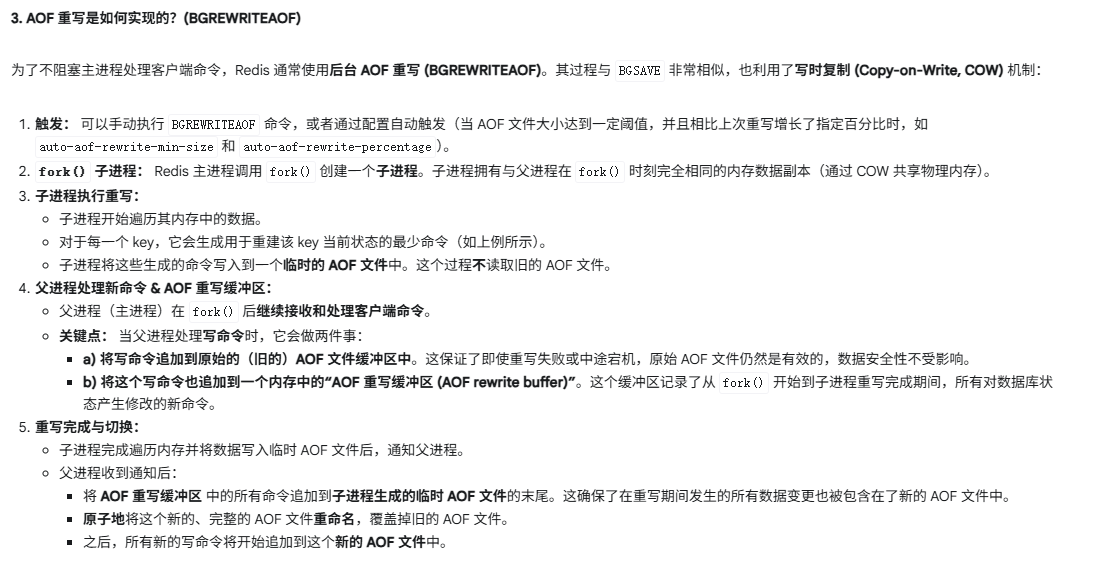 3. AOF 重写是如何实现的？(BGREWRITEAOF)
为了不阻塞主进程处理客户端命令，Redis 通常使用后台 AOF 重写 (BGREWRITEAOF)。其过程与 BGSAVE 非常相似，也利用了写时复制 (Copy-on-Write, COW) 机制：
1. 触发： 可以手动执行 BGREWRITEAOF 命令，或者通过配置自动触发（当 AOF 文件大小达到一定阈值，并且相比上次重写增长了指定百分比时，如
auto-aof-rewrite-min-size 和 auto-aof-rewrite-percentage ）。
2. fork() 子进程： Redis 主进程调用 fork() 创建一个子进程。子进程拥有与父进程在 fork() 时刻完全相同的内存数据副本（通过 COW 共享物理内存）。
3. 子进程执行重写：
○ 子进程开始遍历其内存中的数据。
○ 对于每一个 key，它会生成用于重建该 key 当前状态的最少命令（如上例所示）。
○ 子进程将这些生成的命令写入到一个临时的 AOF 文件中。这个过程不读取旧的 AOF 文件。
4. 父进程处理新命令 & AOF 重写缓冲区：
○ 父进程（主进程）在 fork() 后继续接收和处理客户端命令。
○ 关键点： 当父进程处理写命令时，它会做两件事：
■ a) 将写命令追加到原始的（旧的）AOF 文件缓冲区中。这保证了即使重写失败或中途宕机，原始 AOF 文件仍然是有效的，数据安全性不受影响。
■ b) 将这个写命令也追加到一个内存中的“AOF 重写缓冲区 (AOF rewrite buffer)”。这个缓冲区记录了从 fork() 开始到子进程重写完成期间，所有对数据库状
态产生修改的新命令。
5. 重写完成与切换：
○ 子进程完成遍历内存并将数据写入临时 AOF 文件后，通知父进程。
○ 父进程收到通知后：
■ 将 AOF 重写缓冲区 中的所有命令追加到子进程生成的临时 AOF 文件的末尾。这确保了在重写期间发生的所有数据变更也被包含在了新的 AOF 文件中。
■ 原子地将这个新的、完整的 AOF 文件重命名，覆盖掉旧的 AOF 文件。
■ 之后，所有新的写命令将开始追加到这个新的 AOF 文件中。